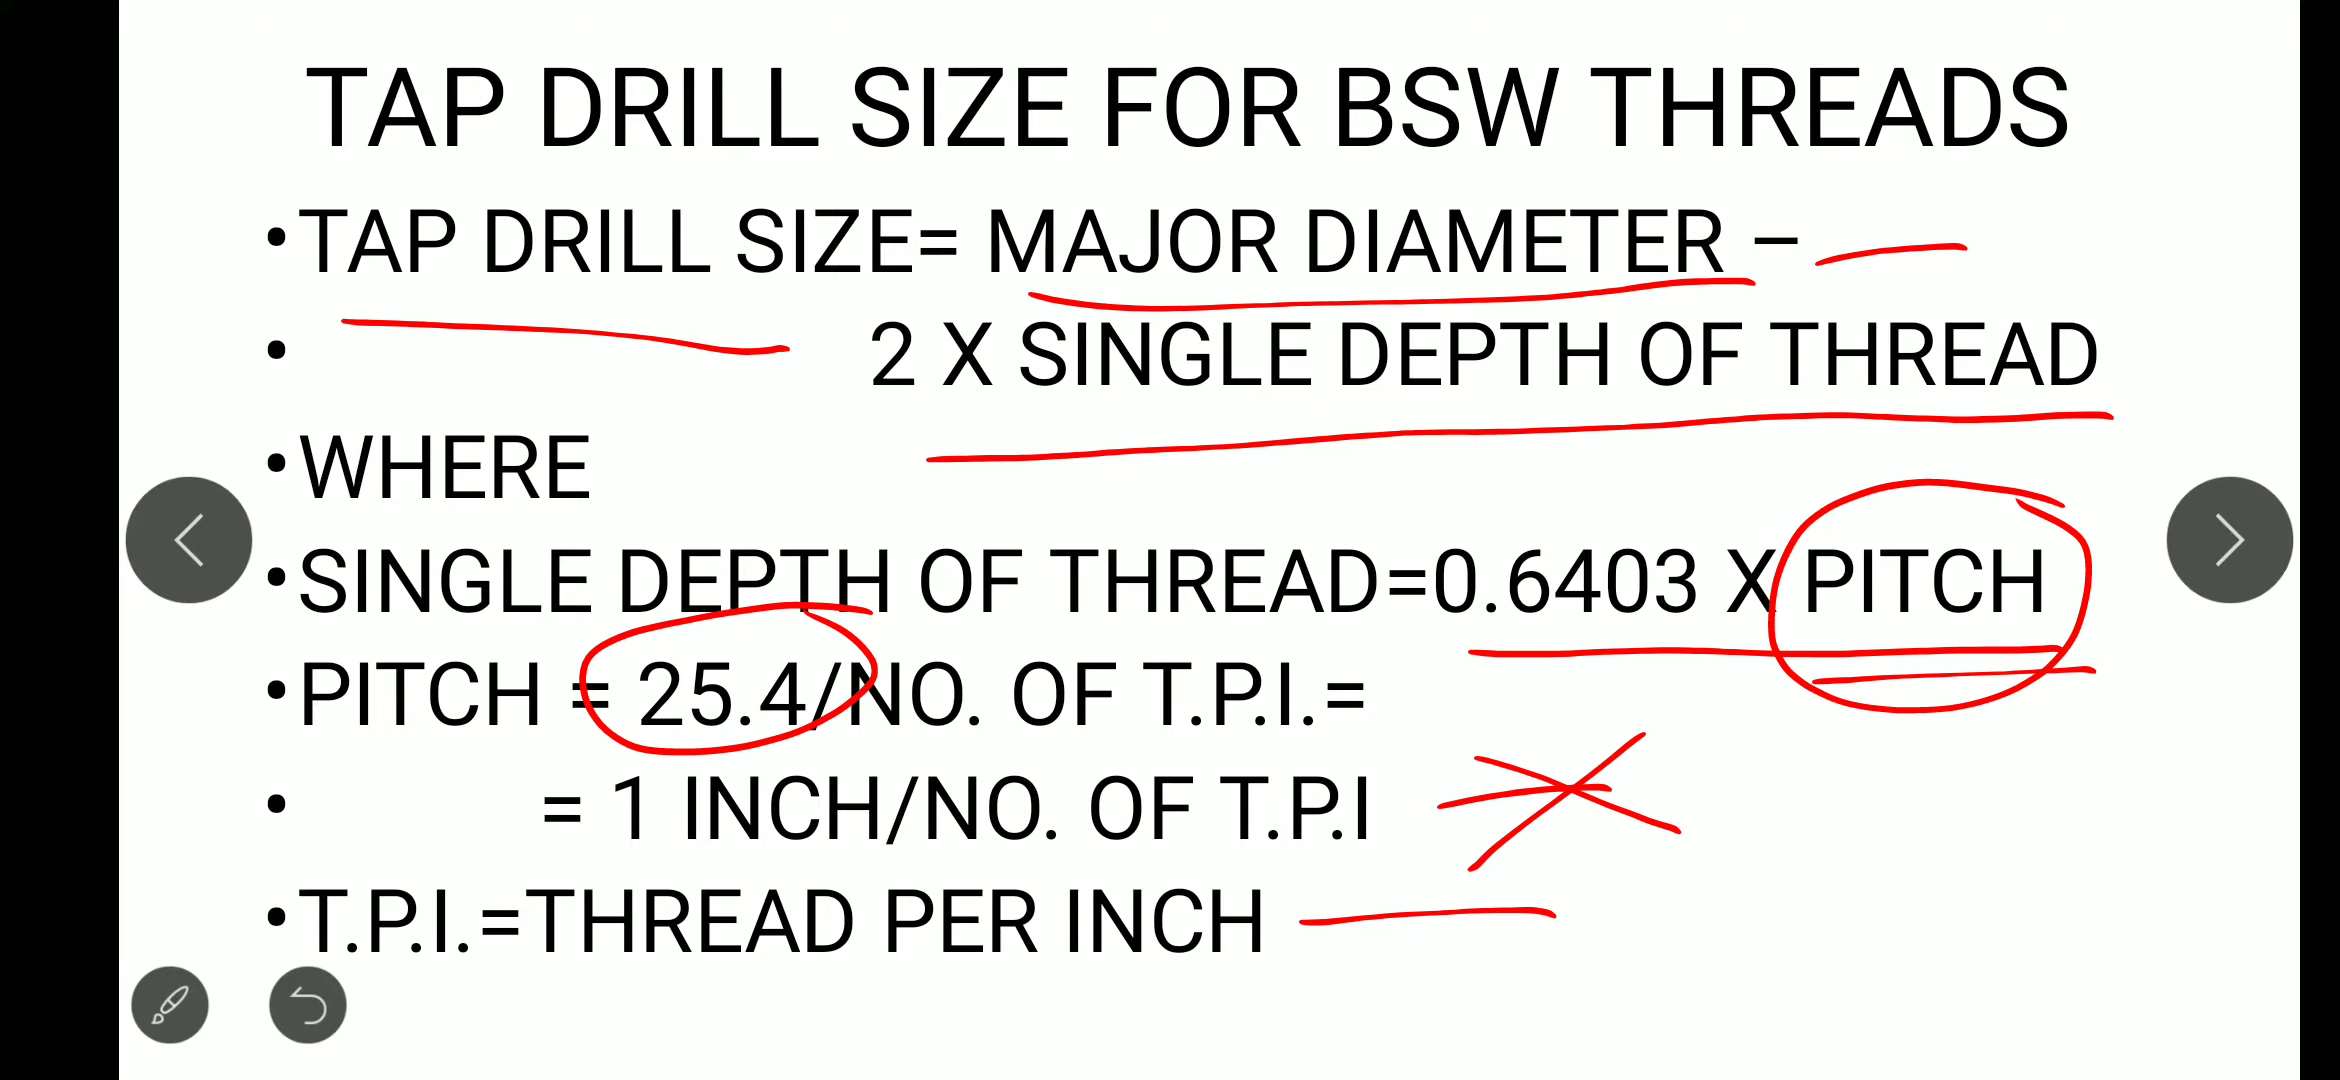 TAP DRILL SIZE FOR BSW THREADS
•TAP DRILL SIZE= MAJOR DIAMETER –
• 2 X SINGLE DEPTH OF THREAD
•WHERE
•SINGLE DEPTH OF THREAD=0.6403 X PITCH
•PITCH = 25.4/NO. OF T.P.I.=
• = 1 INCH/NO. OF T.P.I
•T.P.I.=THREAD PER INCH